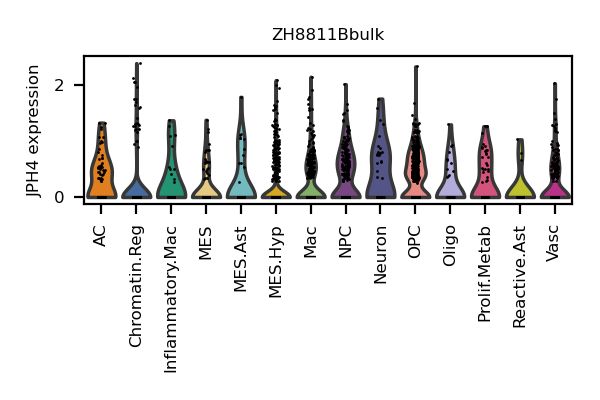 ZH8811Bbulk
JPH4 expression
2
0
AC
Chromatin.Reg
Inflammatory.Mac
MES
MES.Ast
MES.Hyp
Mac
NPC
Neuron
OPC
Oligo
Prolif.Metab
Reactive.Ast
Vasc